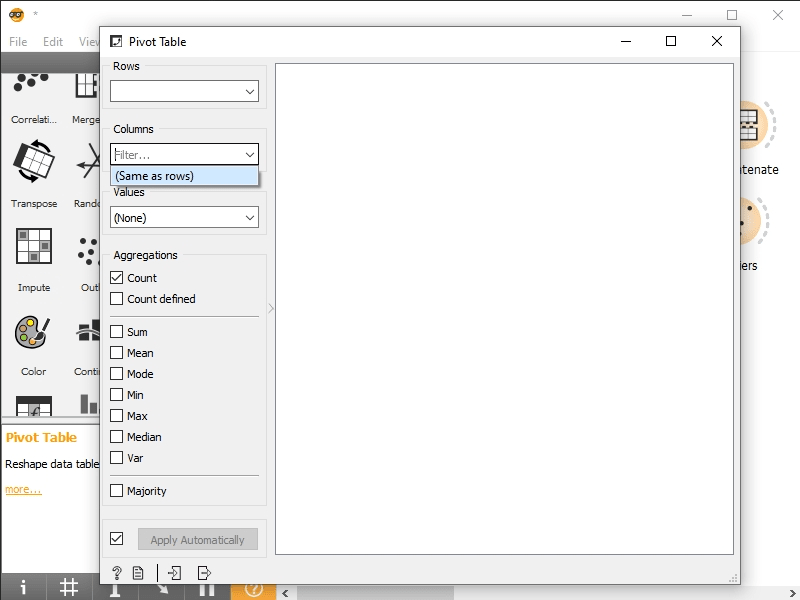 *
File Edit View
Pivot Table
Correlati...
Merge
Transpose
Rando
Impute
Outl
Color
Conti
Pivot Table
Reshape data table
more...
Rows
Columns
Filter...
(Same as rows)
Values
(None)
Aggregations
Count
Count defined
Sum
Mean
Mode
Min
Max
Median
Var
Majority
Apply Automatically
tenate
iers